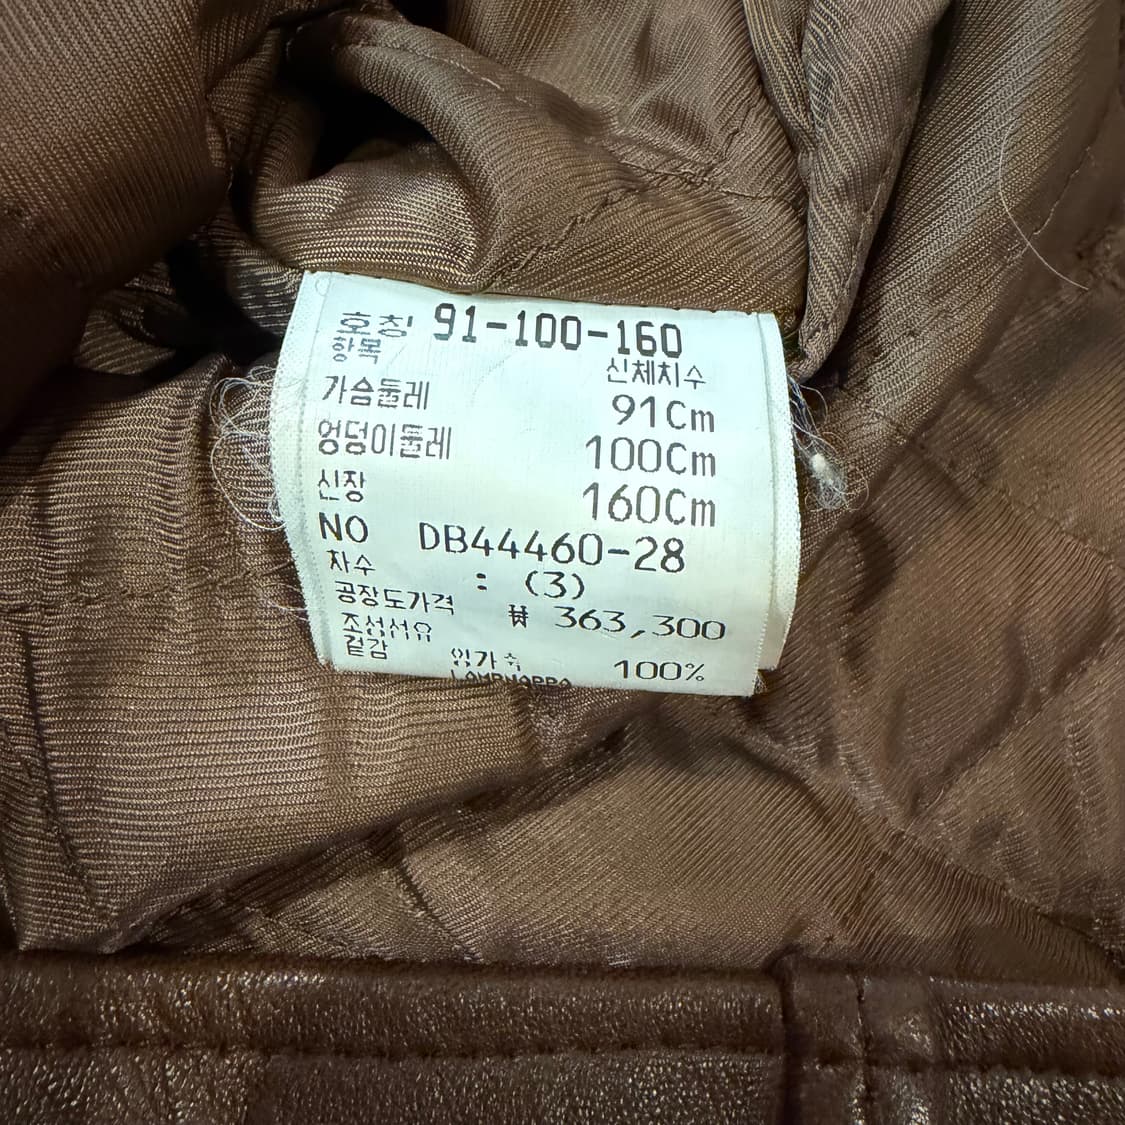 호칭 91-100-160
항목 신체치수
가슴둘레 91Cm
엉덩이둘레 100Cm
신장 160Cm
NO DB44460-28
차수 : (3)
공장도가격 ₩ 363,300
조성섬유
겉감 양가죽 100%